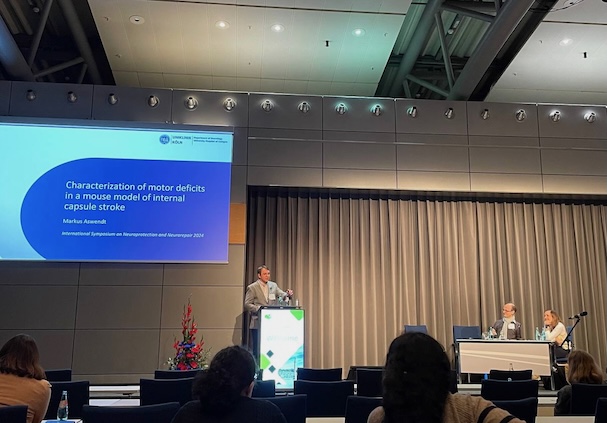 UNIKLINIK
KÖLN
Characterization of motor deficits
in a mouse model of internal
capsule stroke
Markus Aswendt
International Symposium on Neuroprotection and Neurorepair 2024